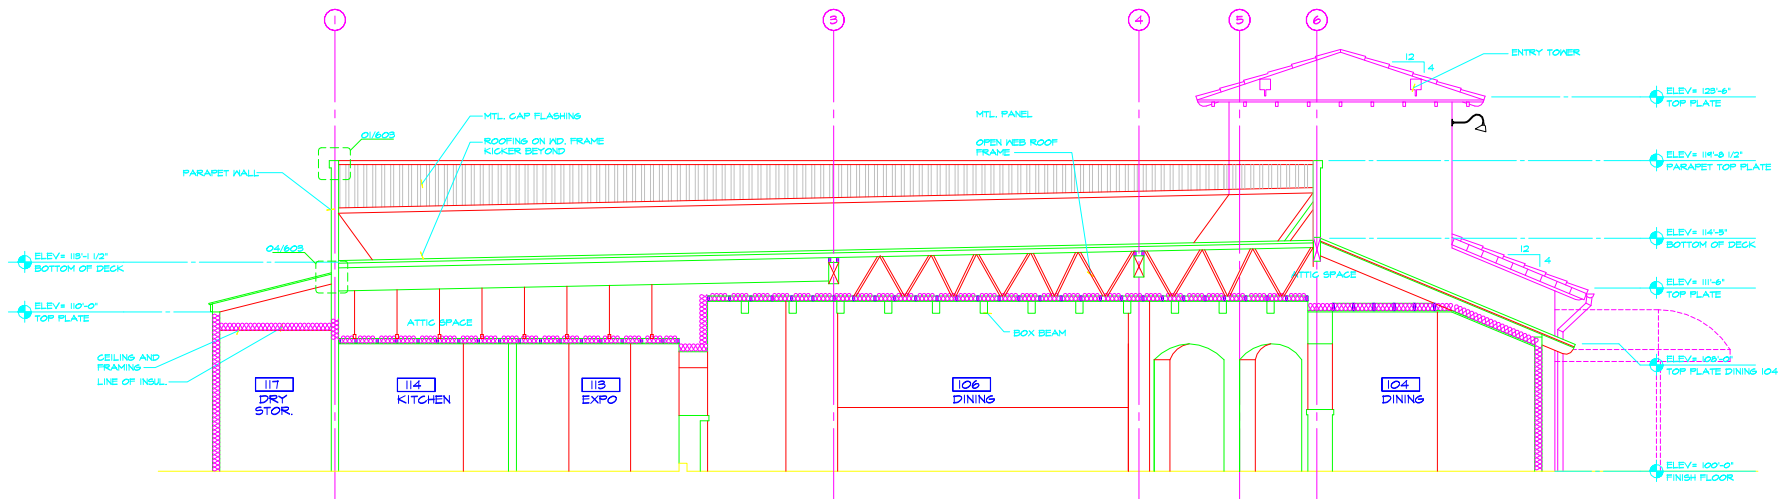 1
3
4
5
6
ENTRY TOWER
12
4
ELEV= 123'-6"
TOP PLATE
MTL. CAP FLASHING
MTL. PANEL
01/603
ROOFING ON WD. FRAME
KICKER BEYOND
OPEN WEB ROOF
FRAME
ELEV= 119'-8 1/2"
PARAPET TOP PLATE
PARAPET WALL
04/603
ELEV= 114'-8"
BOTTOM OF DECK
12
4
ELEV= 113'-1 1/2"
BOTTOM OF DECK
ATTIC SPACE
ELEV= 111'-6"
TOP PLATE
ELEV= 110'-0"
TOP PLATE
ATTIC SPACE
BOX BEAM
CEILING AND
FRAMING
LINE OF INSUL.
ELEV= 108'-0"
TOP PLATE DINING 104
117
DRY
STOR.
114
KITCHEN
113
EXPO
106
DINING
104
DINING
ELEV= 100'-0"
FINISH FLOOR